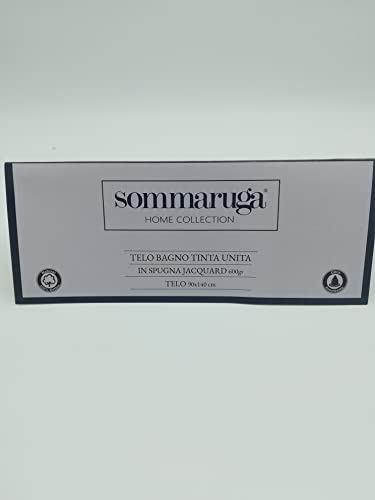 sommaruga®
HOME COLLECTION
TELO BAGNO TINTA UNITA
IN SPUGNA JACQUARD 600gr
TELO 90x140 cm